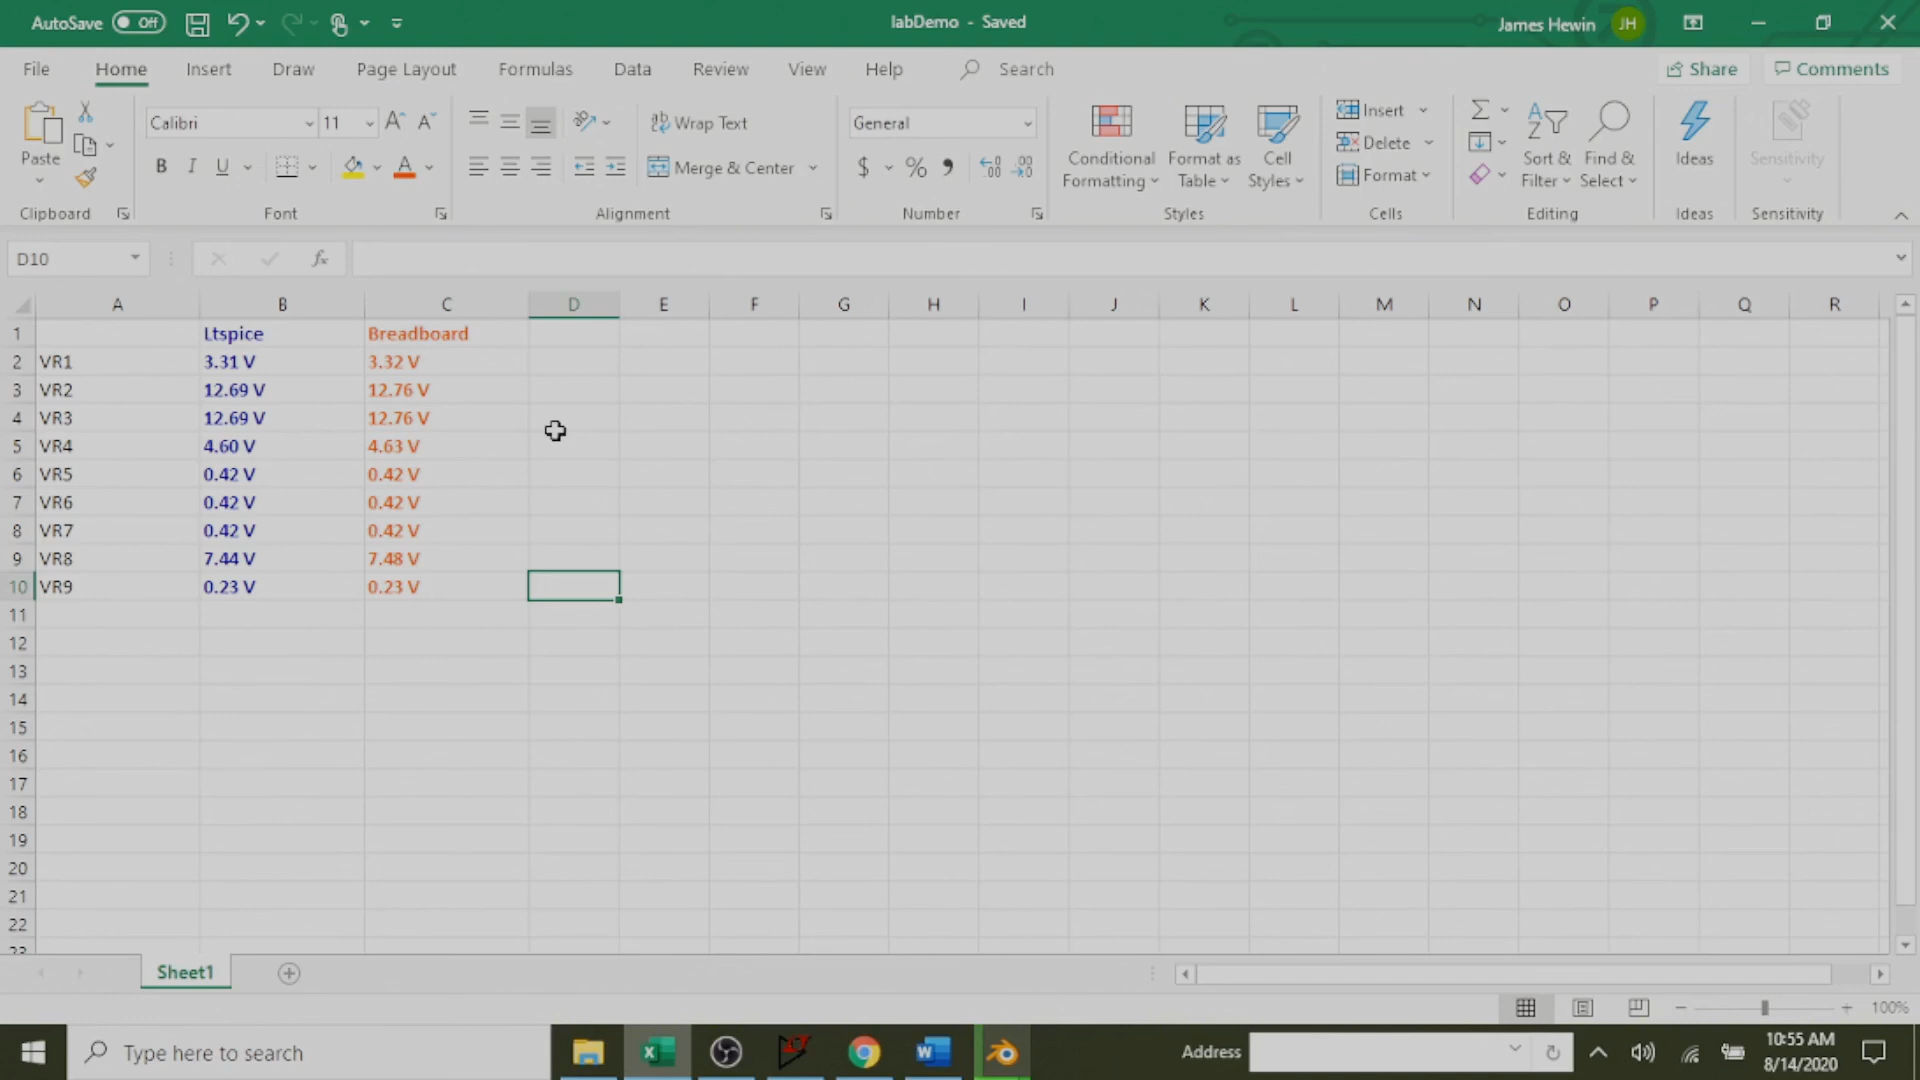 AutoSave Off labDemo - Saved James Hewin JH
File Home Insert Draw Page Layout Formulas Data Review View Help Search Share Comments
Calibri 11 Wrap Text General Insert
Paste B I U Merge & Center $ % Conditional Formatting Format as Table Cell Styles Delete Format Sort & Filter Find & Select Ideas Sensitivity
Clipboard Font Alignment Number Styles Cells Editing Ideas Sensitivity
D10 fx
A B C D E F G H I J K L M N O P Q R
1 Ltspice Breadboard
2 VR1 3.31 V 3.32 V
3 VR2 12.69 V 12.76 V
4 VR3 12.69 V 12.76 V
5 VR4 4.60 V 4.63 V
6 VR5 0.42 V 0.42 V
7 VR6 0.42 V 0.42 V
8 VR7 0.42 V 0.42 V
9 VR8 7.44 V 7.48 V
10 VR9 0.23 V 0.23 V
11
12
13
14
15
16
17
18
19
20
21
22
23
Sheet1
100%
Type here to search Address 10:55 AM
8/14/2020